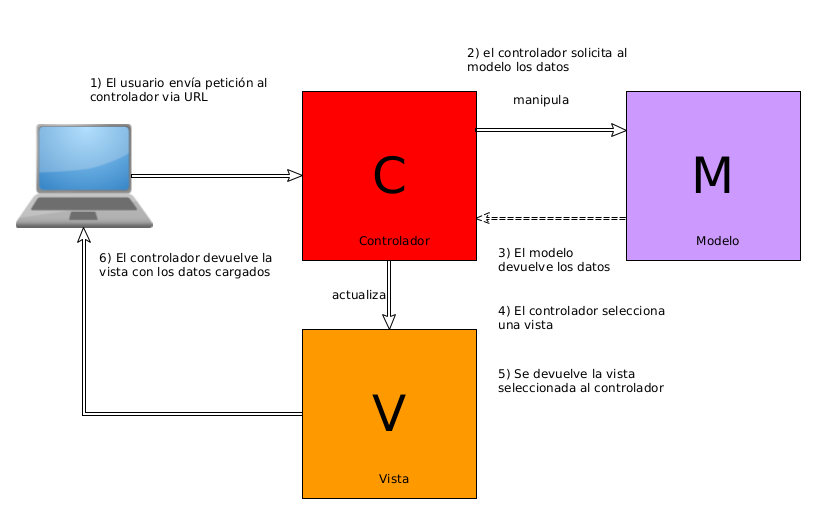 2) el controlador solicita al
modelo los datos
1) El usuario envía petición al
controlador via URL
manipula
C
M
Controlador
Modelo
3) El modelo
devuelve los datos
6) El controlador devuelve la
vista con los datos cargados
actualiza
4) El controlador selecciona
una vista
5) Se devuelve la vista
seleccionada al controlador
V
Vista